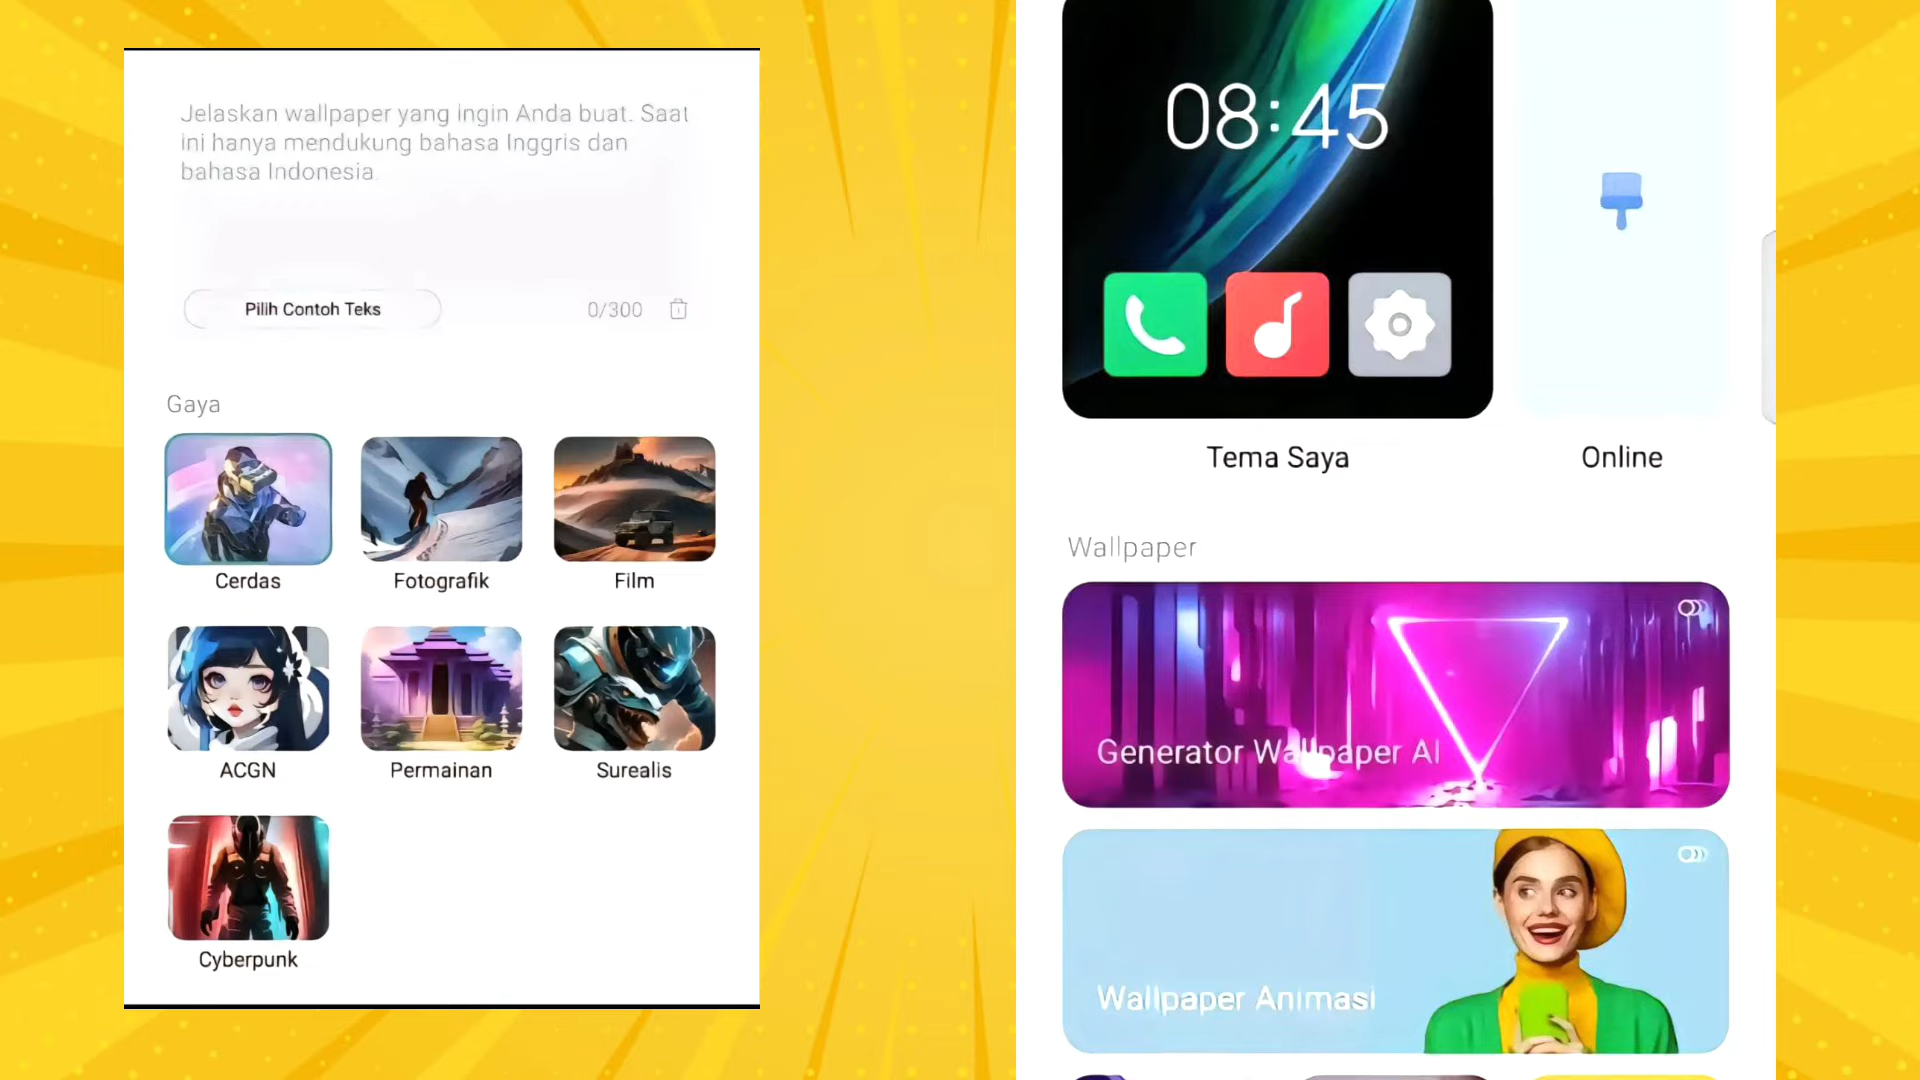 Jelaskan wallpaper yang ingin Anda buat. Saat
ini hanya mendukung bahasa Inggris dan
bahasa Indonesia.
Pilih Contoh Teks
0/300
Gaya
Cerdas
Fotografik
Film
ACGN
Permainan
Surealis
Cyberpunk
08:45
Tema Saya
Online
Wallpaper
Generator Wallpaper AI
Wallpaper Animasi